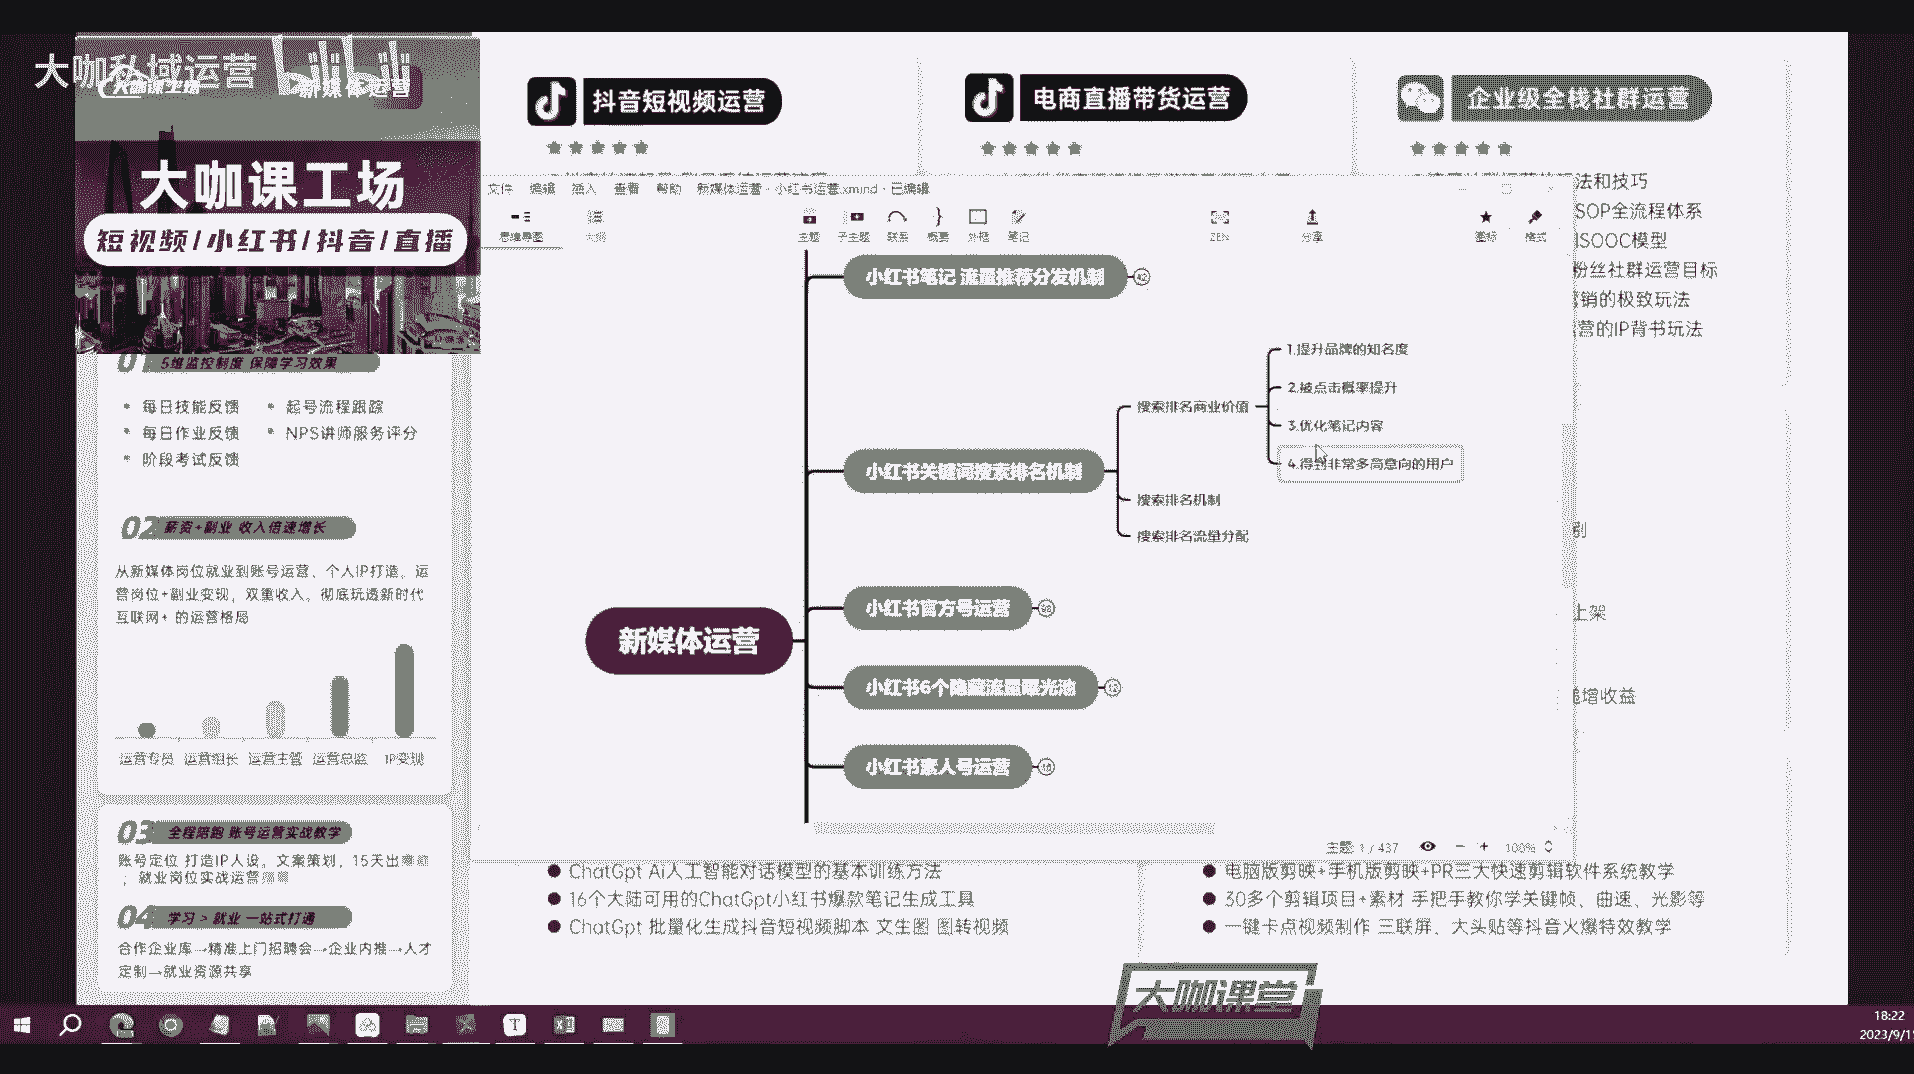 大咖私域运营 bilibili
新媒体运营
大咖课工场
短视频/小红书/抖音/直播
01 5维监控制度 保障学习效果
每日技能反馈
起号流程跟踪
每日作业反馈
NPS讲师服务评分
阶段考试反馈
02 薪资+副业 收入倍速增长
从新媒体岗位就业到账号运营、个人IP打造,运
营岗位+副业变现,双重收入,彻底玩透新时代
互联网+ 的运营格局
运营专员 运营组长 运营主管 运营总监 IP变现
03 全程陪跑 账号运营实战教学
账号定位 打造IP人设,文案策划,15天出
;就业岗位实战运营
04 学习 > 就业 一站式打通
合作企业库→精准上门招聘会→企业内推→人才
定制→就业资源共享
抖音短视频运营
电商直播带货运营
企业级全栈社群运营
法和技巧
SOP全流程体系
ISOOC模型
粉丝社群运营目标
营销的极致玩法
运营的IP背书玩法
上架
递增收益
文件 编辑 插入 查看 帮助 新媒体运营 - 小红书运营.xmind - 已编辑
思维导图 大纲 主题 子主题 联系 概要 外框 笔记 ZEN 分享 图标 格式
小红书笔记 流量推荐分发机制 42
小红书关键词搜索排名机制
搜索排名商业价值
1.提升品牌的知名度
2.被点击概率提升
3.优化笔记内容
4.得到非常多高意向的用户
搜索排名机制
搜索排名流量分配
新媒体运营
小红书官方号运营 98
小红书6个隐藏流量曝光池 12
小红书素人号运营
主题: 1 / 437 100%
ChatGpt Ai人工智能对话模型的基本训练方法
16个大陆可用的ChatGpt小红书爆款笔记生成工具
ChatGpt 批量化生成抖音短视频脚本 文生图 图转视频
电脑版剪映+手机版剪映+PR三大快速剪辑软件系统教学
30多个剪辑项目+素材 手把手教你学关键帧、曲速、光影等
一键卡点视频制作 三联屏、大头贴等抖音火爆特效教学
大咖课堂
18:22
2023/9/1